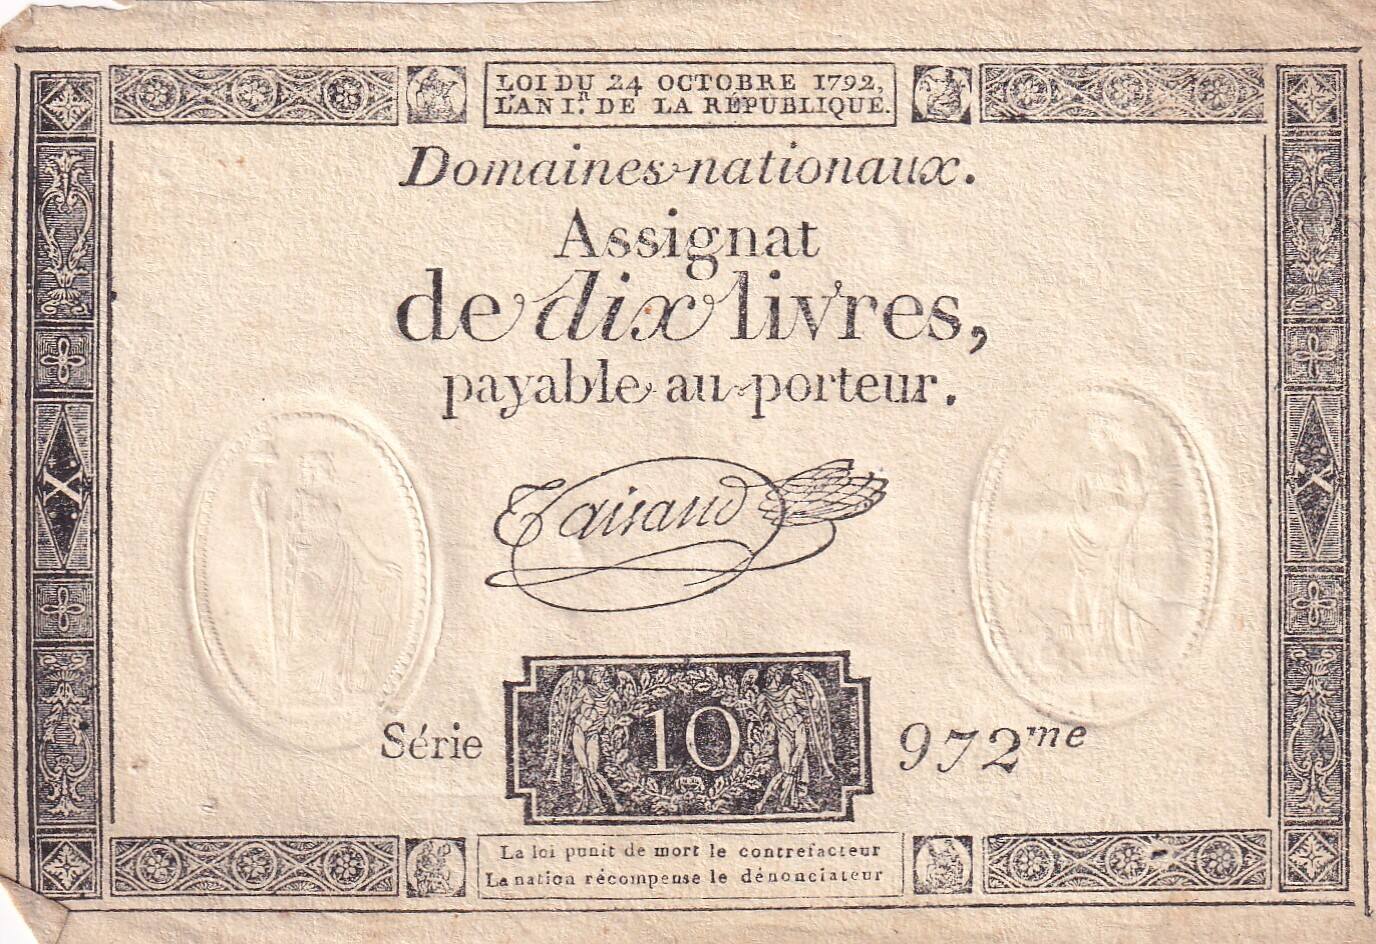 LOI DU 24 OCTOBRE 1792,
L'AN I.R DE LA RÉPUBLIQUE.
Domaines nationaux.
Assignat
de dix livres,
payable au porteur.
X
X
Taisaud
Série
10
972me
La loi punit de mort le contrefacteur
La nation récompense le dénonciateur